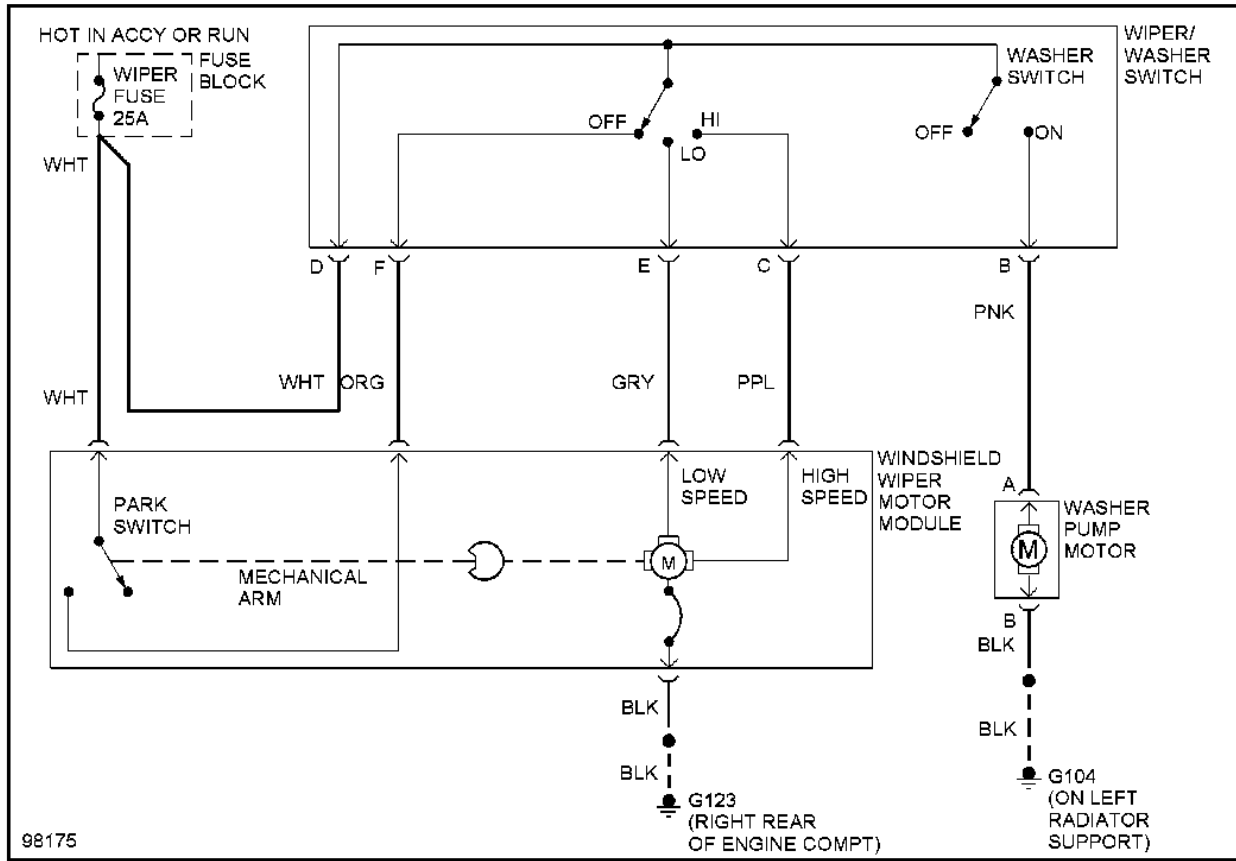 HOT IN ACCY OR RUN
WIPER
FUSE
25A
FUSE
BLOCK
WIPER/
WASHER
SWITCH
WASHER
SWITCH
OFF
HI
LO
OFF
ON
WHT
D
F
E
C
B
PNK
WHT
WHT
ORG
GRY
PPL
PARK
SWITCH
LOW
SPEED
HIGH
SPEED
WINDSHIELD
WIPER
MOTOR
MODULE
MECHANICAL
ARM
M
A
M
WASHER
PUMP
MOTOR
B
BLK
BLK
BLK
BLK
G123
(RIGHT REAR
OF ENGINE COMPT)
G104
(ON LEFT
RADIATOR
SUPPORT)
98175